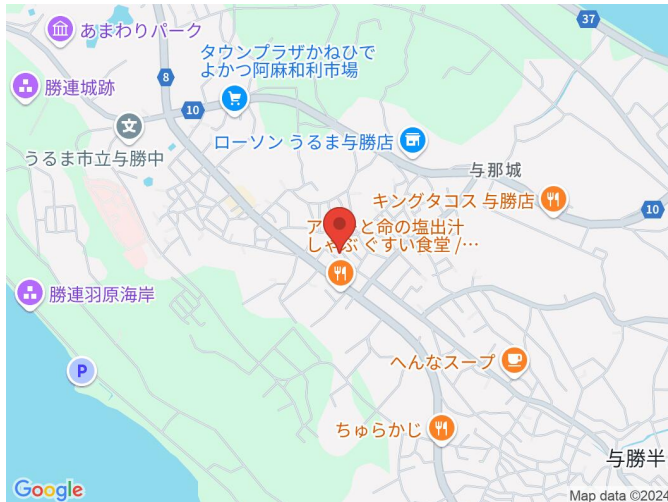 37
あまわりパーク
タウンプラザかねひで
よかつ阿麻和利市場
8
勝連城跡
10
うるま市立与勝中
文
ローソン うるま与勝店
与那城
キングタコス 与勝店
10
と命の塩出汁
しゃぶ ぐすい食堂 /…
勝連羽原海岸
P
へんなスープ
ちゅらかじ
与勝半
Google
Map data ©2024